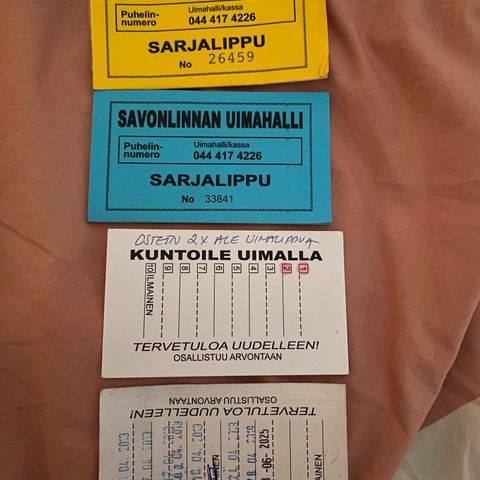 Puhelin-
numero
Uimahalli/kassa
044 417 4226
SARJALIPPU
No 26459
SAVONLINNAN UIMAHALLI
Puhelin-
numero
Uimahalli/kassa
044 417 4226
SARJALIPPU
No 33841
OSTETTU 2X ALE UIMALIPPUA
KUNTOILE UIMALLA
10 ILMAINEN 9 8 7 6 5 4 3 2 1
TERVETULOA UUDELLEEN!
OSALLISTUU ARVONTAAN
OSALLISTUU ARVONTAAN
TERVETULOA UUDELLEEN!